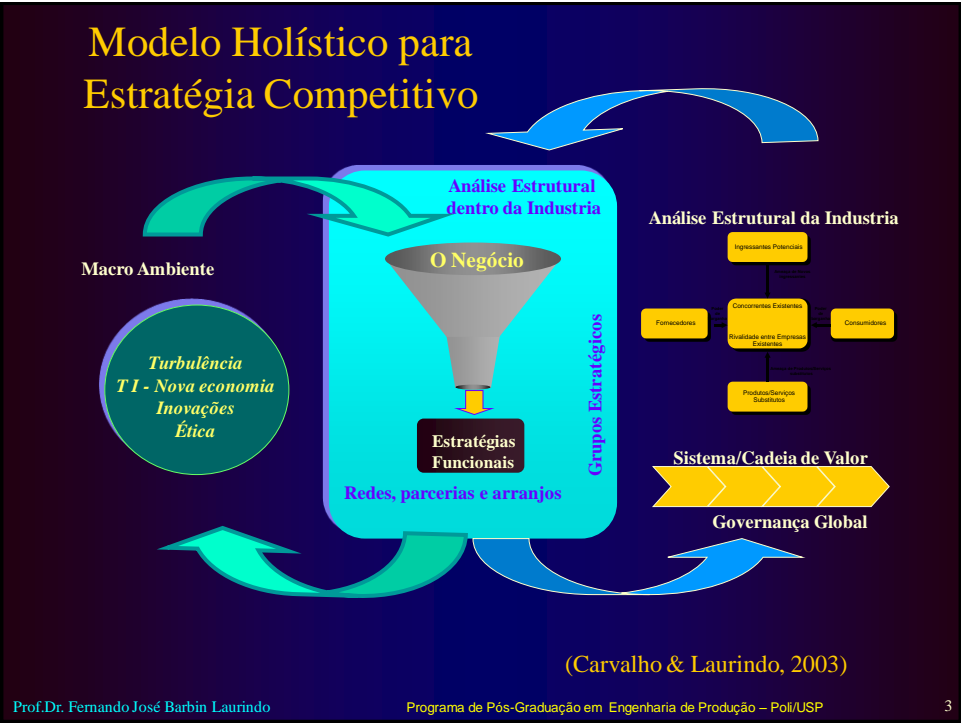 Modelo Holístico para
Estratégia Competitivo
Análise Estrutural
dentro da Industria
O Negócio
Grupos Estratégicos
Estratégias
Funcionais
Redes, parcerias e arranjos
Macro Ambiente
Turbulência
T I - Nova economia
Inovações
Ética
Análise Estrutural da Industria
Ingressantes Potenciais
Fornecedores
Concorrentes Existentes
Rivalidade entre Empresas
Existentes
Consumidores
Produtos/Serviços
Substitutos
Sistema/Cadeia de Valor
Governança Global
(Carvalho & Laurindo, 2003)
Prof.Dr. Fernando José Barbin Laurindo
Programa de Pós-Graduação em Engenharia de Produção – Poli/USP
3